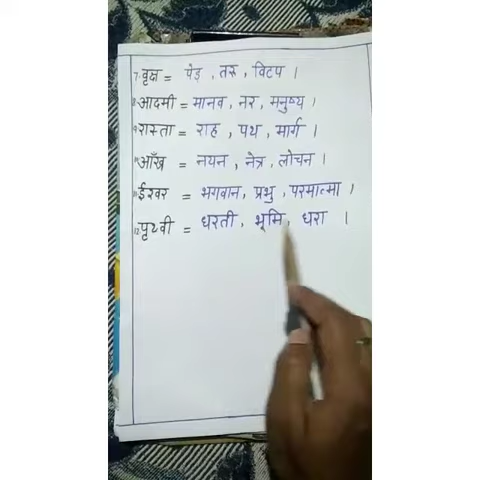 7. वृक्ष = पेड़ , तरु , विटप ।
8. आदमी = मानव , नर , मनुष्य ।
9. रास्ता = राह , पथ , मार्ग ।
10. आँख = नयन , नेत्र , लोचन ।
11. ईश्वर = भगवान , प्रभु , परमात्मा ।
12. पृथ्वी = धरती , भूमि , धरा ।